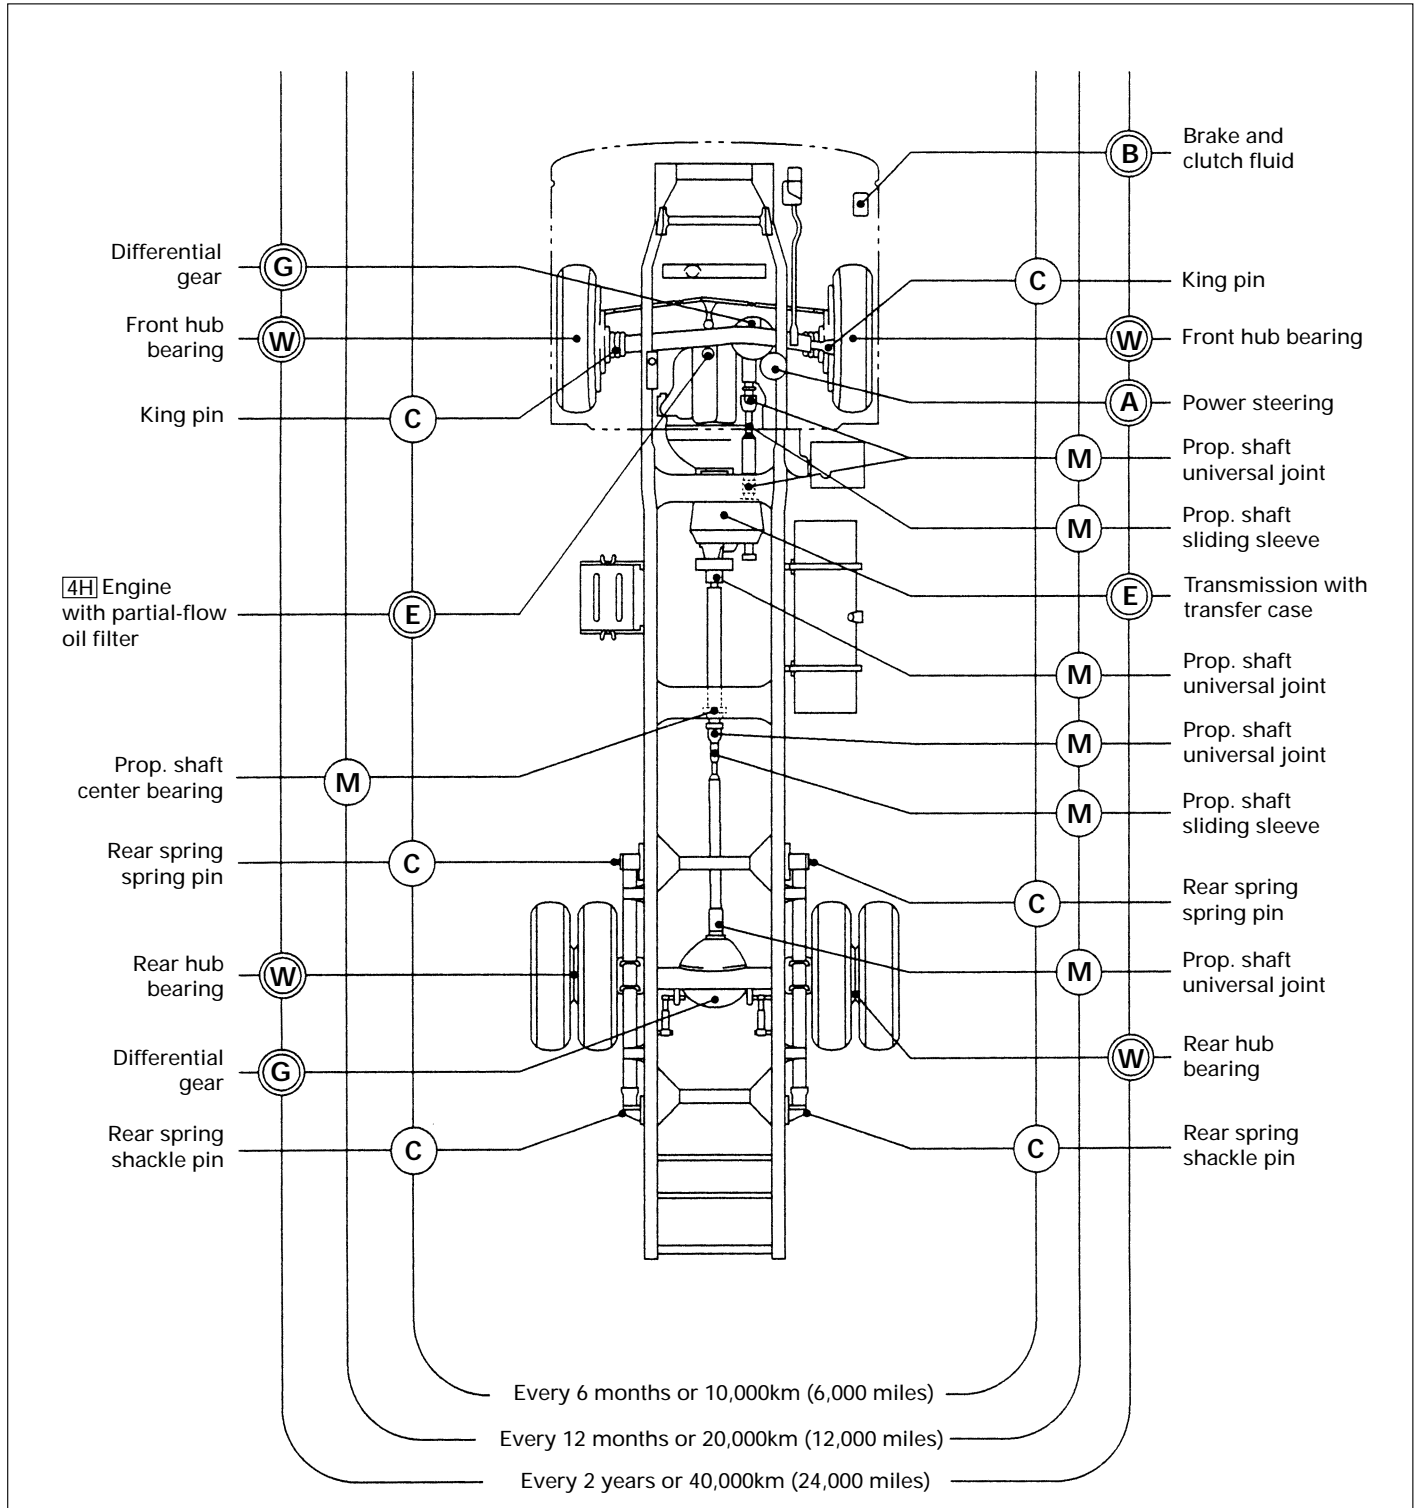 Differential
gear
G
Front hub
bearing
W
King pin
C
4H Engine
with partial-flow
oil filter
E
Prop. shaft
center bearing
M
Rear spring
spring pin
C
Rear hub
bearing
W
Differential
gear
G
Rear spring
shackle pin
C
B
Brake and
clutch fluid
C
King pin
W
Front hub bearing
A
Power steering
M
Prop. shaft
universal joint
M
Prop. shaft
sliding sleeve
E
Transmission with
transfer case
M
Prop. shaft
universal joint
M
Prop. shaft
universal joint
M
Prop. shaft
sliding sleeve
C
Rear spring
spring pin
M
Prop. shaft
universal joint
W
Rear hub
bearing
C
Rear spring
shackle pin
Every 6 months or 10,000km (6,000 miles)
Every 12 months or 20,000km (12,000 miles)
Every 2 years or 40,000km (24,000 miles)